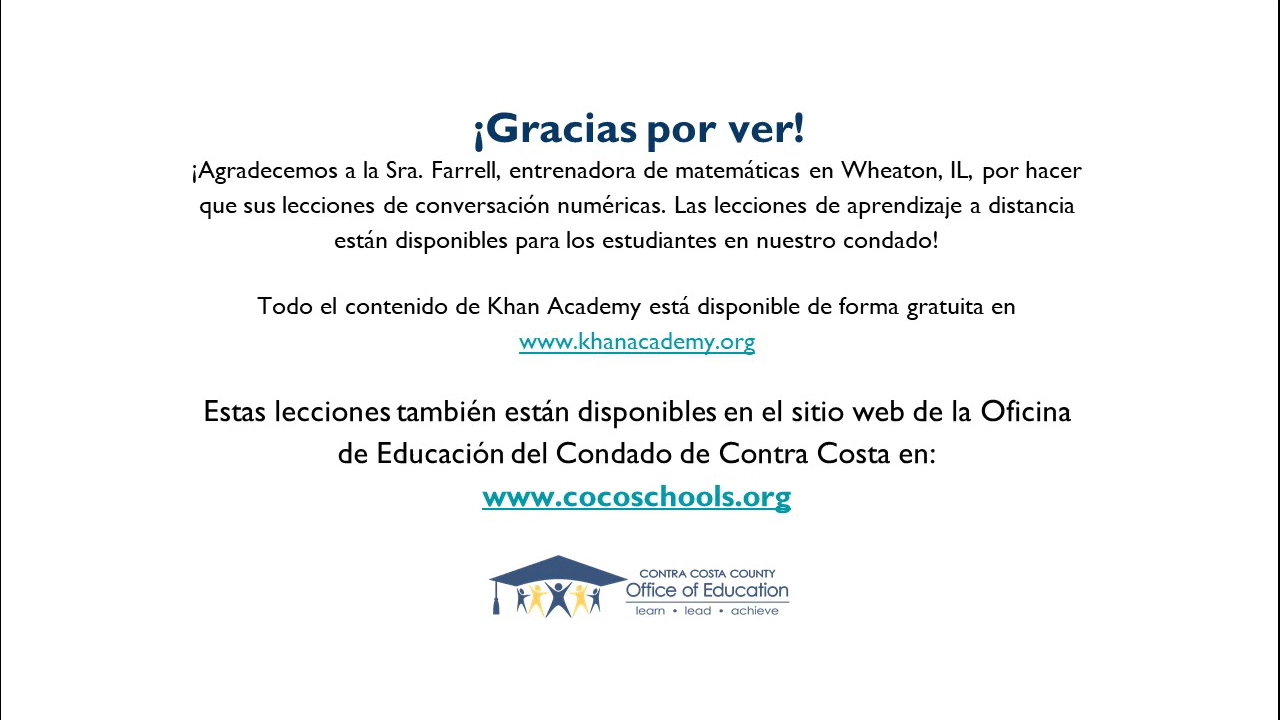 ¡Gracias por ver!
¡Agradecemos a la Sra. Farrell, entrenadora de matemáticas en Wheaton, IL, por hacer
que sus lecciones de conversación numéricas. Las lecciones de aprendizaje a distancia
están disponibles para los estudiantes en nuestro condado!
Todo el contenido de Khan Academy está disponible de forma gratuita en
www.khanacademy.org
Estas lecciones también están disponibles en el sitio web de la Oficina
de Educación del Condado de Contra Costa en:
www.cocoschools.org
CONTRA COSTA COUNTY
Office of Education
learn • lead • achieve